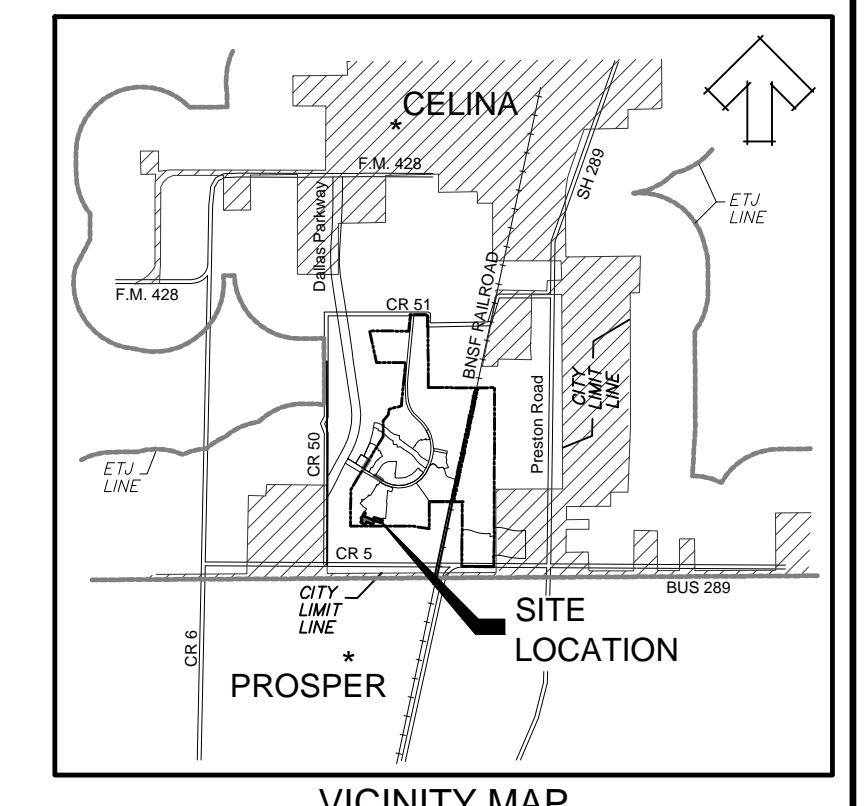 * CELINA
F.M. 428
SH 289
ETJ
LINE
Dallas Parkway
F.M. 428
BNSF RAILROAD
CR 51
CITY
LIMIT
LINE
Preston Road
CR 50
ETJ
LINE
CR 5
BUS 289
CITY
LIMIT
LINE
SITE
LOCATION
CR 6
* PROSPER
VICINITY MAP